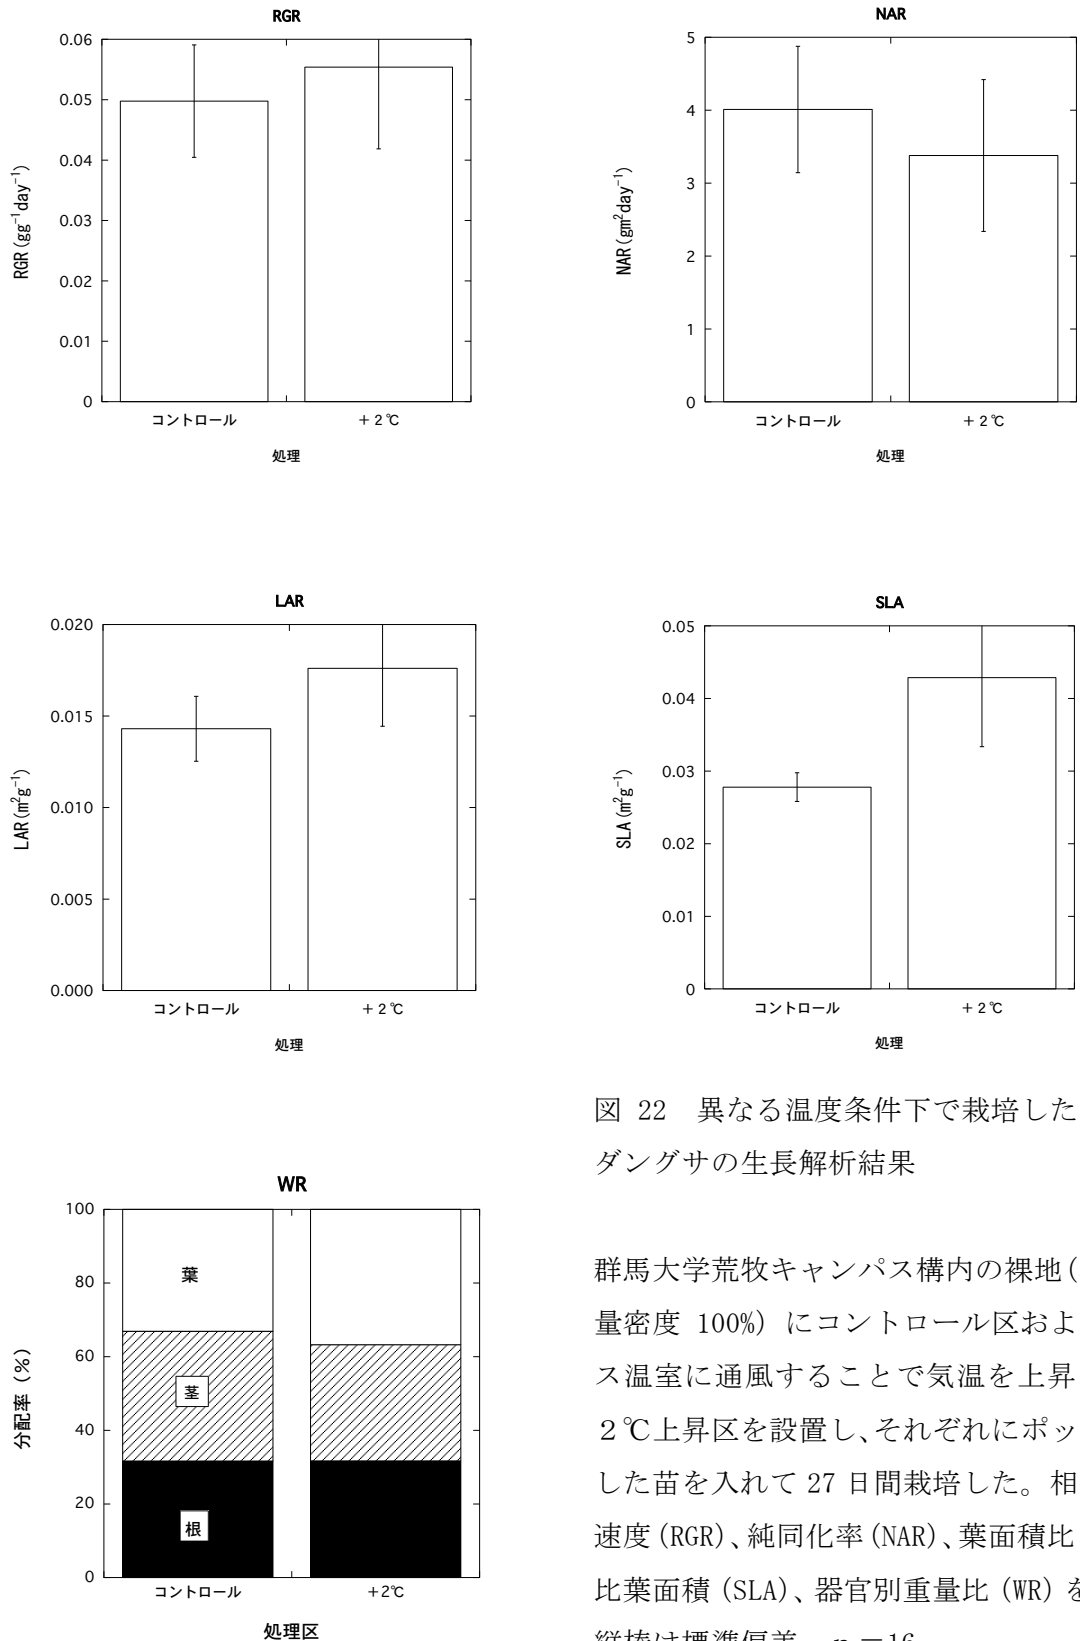 RGR
0.06
0.05
0.04
0.03
0.02
0.01
0
RGR(gg⁻¹day⁻¹)
コントロール
＋2℃
処理
NAR
5
4
3
2
1
0
NAR(gm²day⁻¹)
コントロール
＋2℃
処理
LAR
0.020
0.015
0.010
0.005
0.000
LAR(m²g⁻¹)
コントロール
＋2℃
処理
SLA
0.05
0.04
0.03
0.02
0.01
0
SLA(m²g⁻¹)
コントロール
＋2℃
処理
WR
100
80
60
40
20
0
分配率（%）
葉
茎
根
コントロール
+2℃
処理区
図 22　異なる温度条件下で栽培した
ダングサの生長解析結果
群馬大学荒牧キャンパス構内の裸地(
量密度 100%）にコントロール区およ
ス温室に通風することで気温を上昇
２℃上昇区を設置し、それぞれにポッ
した苗を入れて 27 日間栽培した。相
速度(RGR)、純同化率(NAR)、葉面積比
比葉面積（SLA)、器官別重量比（WR）を
縦棒は標準偏差、n＝16